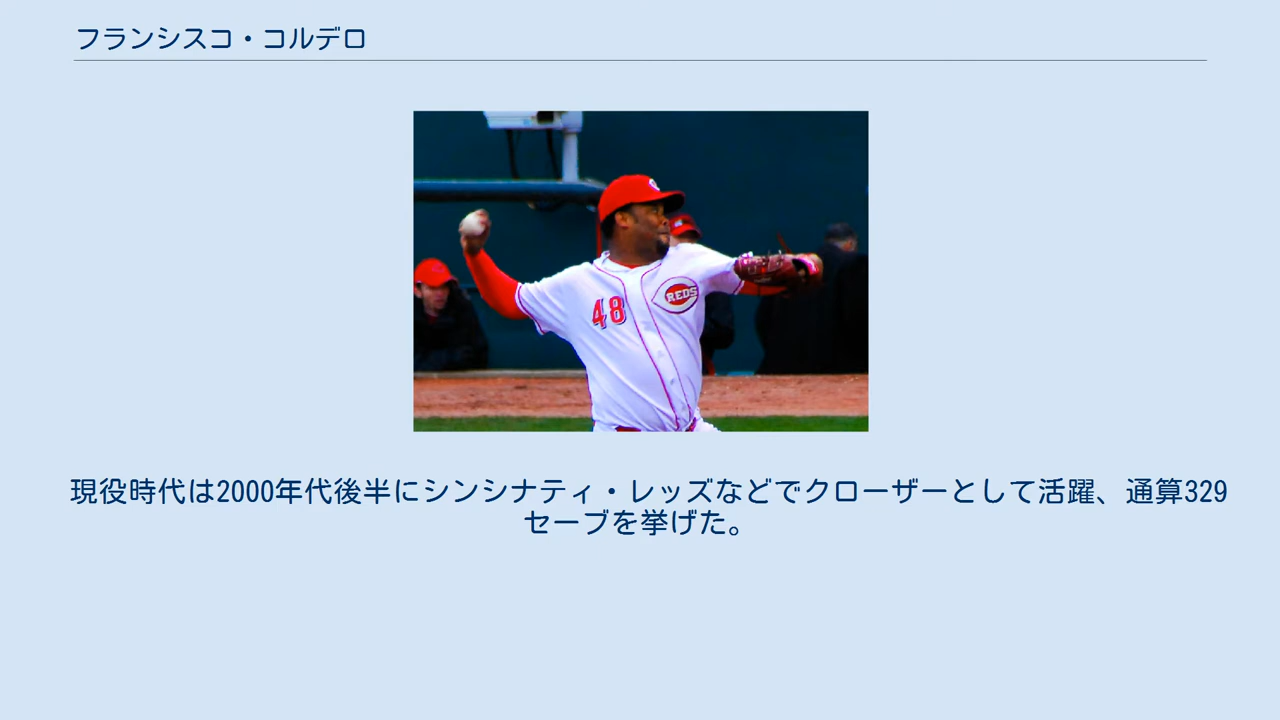 フランシスコ・コルデロ
48
REDS
現役時代は2000年代後半にシンシナティ・レッズなどでクローザーとして活躍、通算329
セーブを挙げた。